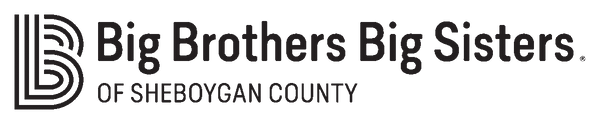 Big Brothers Big Sisters®
OF SHEBOYGAN COUNTY